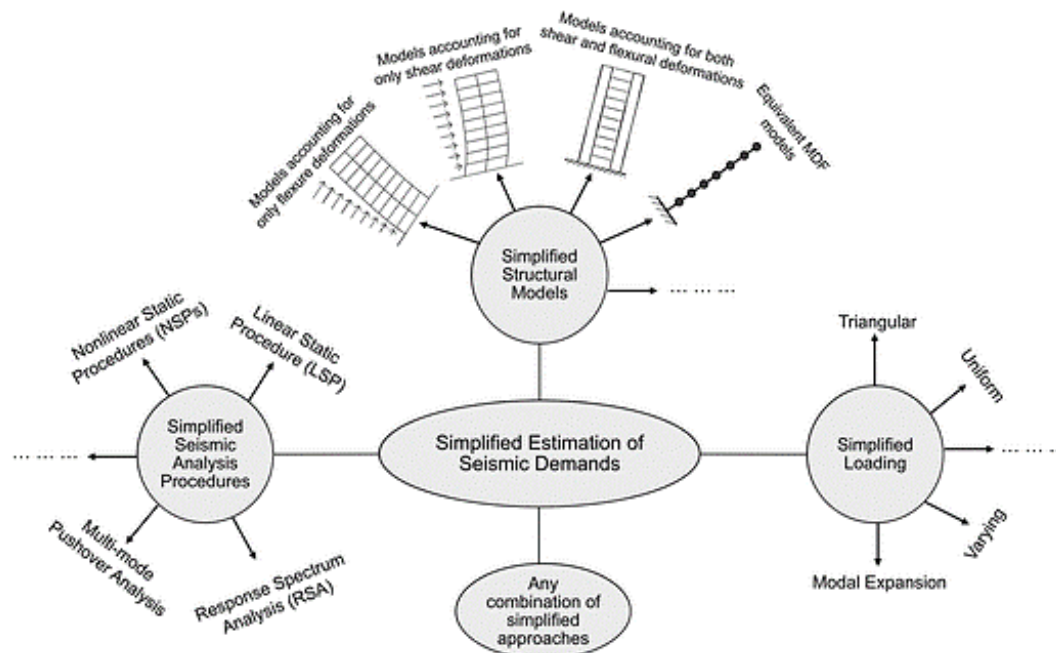 Models accounting for
only flexure deformations
Models accounting for
only shear deformations
Models accounting for both
shear and flexural deformations
Equivalent MDF
models
Simplified
Structural
Models
... ... ...
Nonlinear Static
Procedures (NSPs)
Linear Static
Procedure (LSP)
Simplified
Seismic
Analysis
Procedures
... ... ...
Multi-mode
Pushover Analysis
Response Spectrum
Analysis (RSA)
Simplified Estimation of
Seismic Demands
Any
combination of
simplified
approaches
Triangular
Uniform
Simplified
Loading
... ... ...
Varying
Modal Expansion